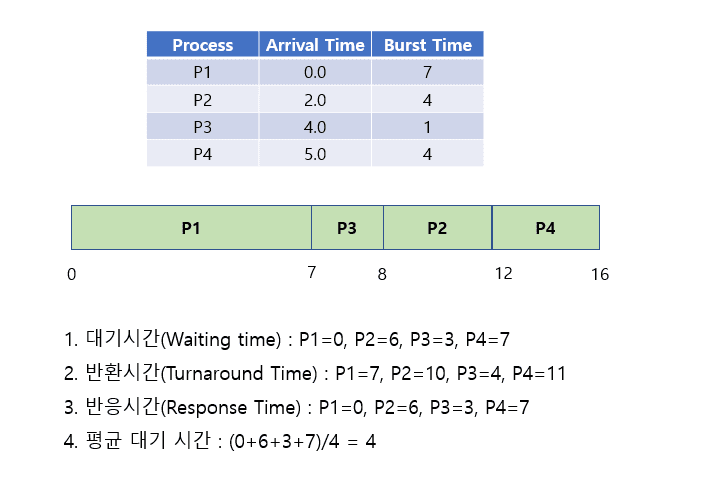 Process Arrival Time Burst Time
P1 0.0 7
P2 2.0 4
P3 4.0 1
P4 5.0 4
P1 P3 P2 P4
0 7 8 12 16
1. 대기시간(Waiting time) : P1=0, P2=6, P3=3, P4=7
2. 반환시간(Turnaround Time) : P1=7, P2=10, P3=4, P4=11
3. 반응시간(Response Time) : P1=0, P2=6, P3=3, P4=7
4. 평균 대기 시간 : (0+6+3+7)/4 = 4